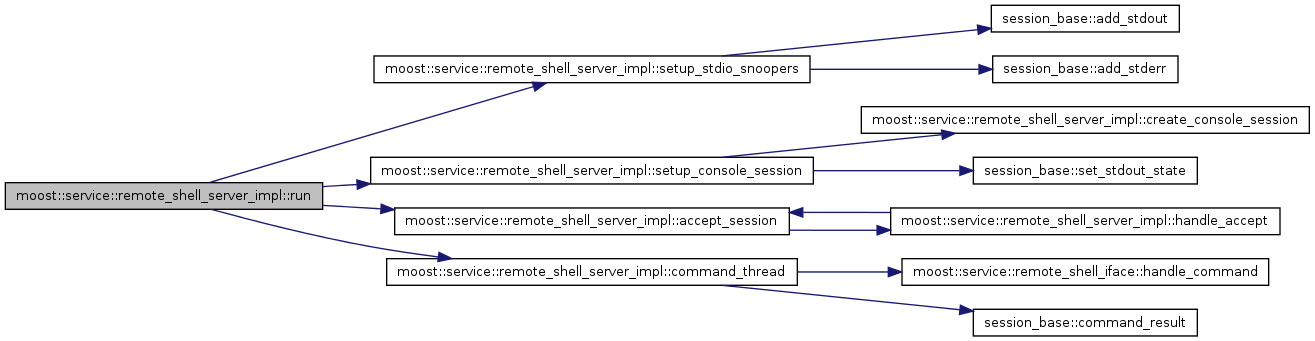 session_base::add_stdout
moost::service::remote_shell_server_impl::setup_stdio_snoopers
session_base::add_stderr
moost::service::remote_shell_server_impl::create_console_session
moost::service::remote_shell_server_impl::setup_console_session
session_base::set_stdout_state
moost::service::remote_shell_server_impl::run
moost::service::remote_shell_server_impl::accept_session
moost::service::remote_shell_server_impl::handle_accept
moost::service::remote_shell_server_impl::command_thread
moost::service::remote_shell_iface::handle_command
session_base::command_result